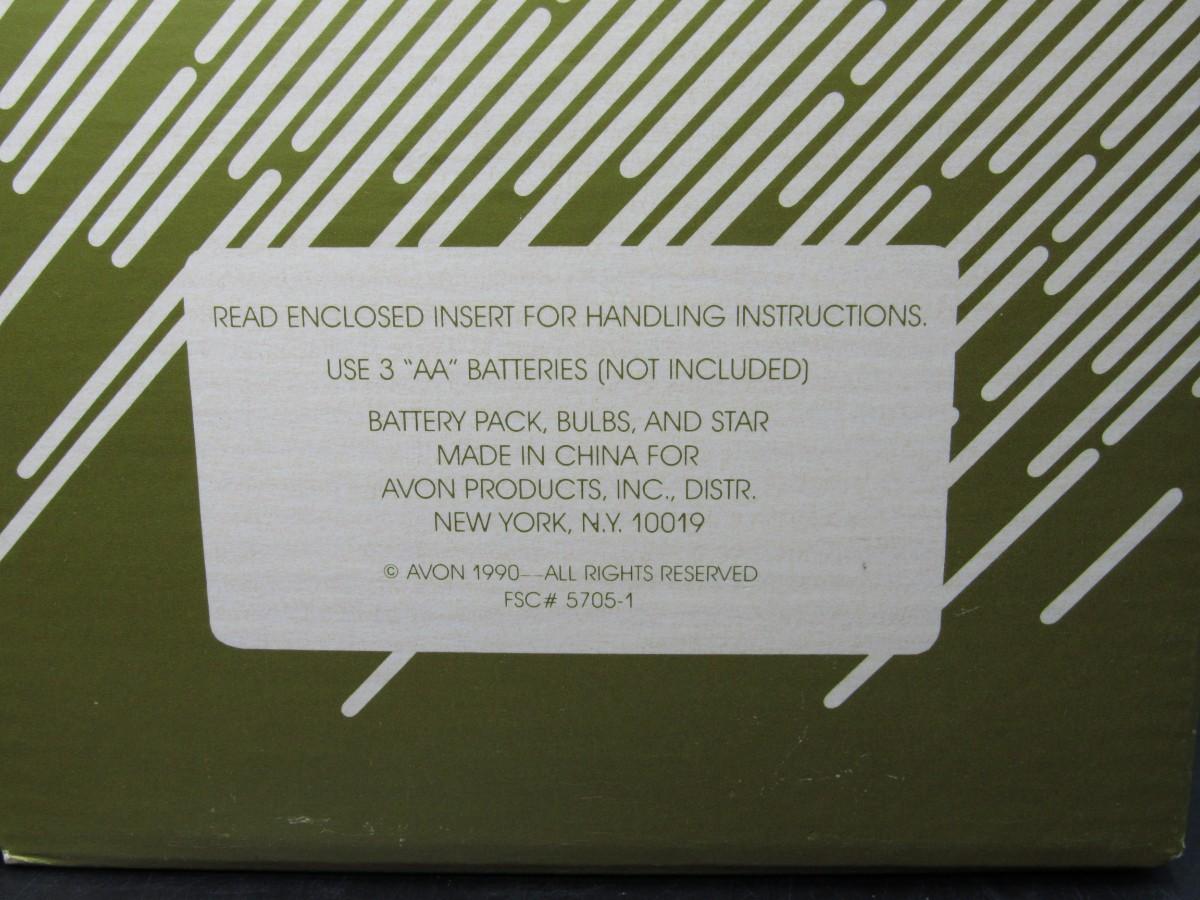 READ ENCLOSED INSERT FOR HANDLING INSTRUCTIONS.
USE 3 "AA" BATTERIES (NOT INCLUDED)
BATTERY PACK, BULBS, AND STAR
MADE IN CHINA FOR
AVON PRODUCTS, INC., DISTR.
NEW YORK, N.Y. 10019
© AVON 1990—ALL RIGHTS RESERVED
FSC# 5705-1